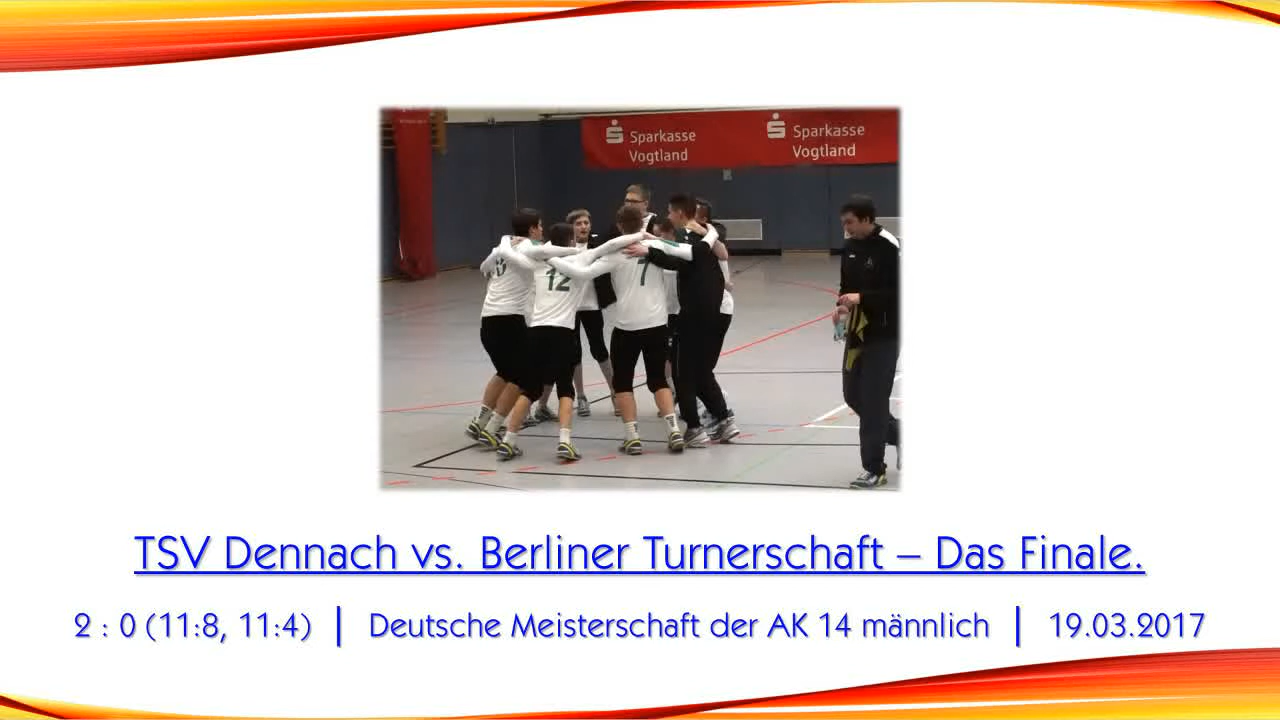 Sparkasse
Vogtland
Sparkasse
Vogtland
12
7
TSV Dennach vs. Berliner Turnerschaft – Das Finale.
2 : 0 (11:8, 11:4) | Deutsche Meisterschaft der AK 14 männlich | 19.03.2017